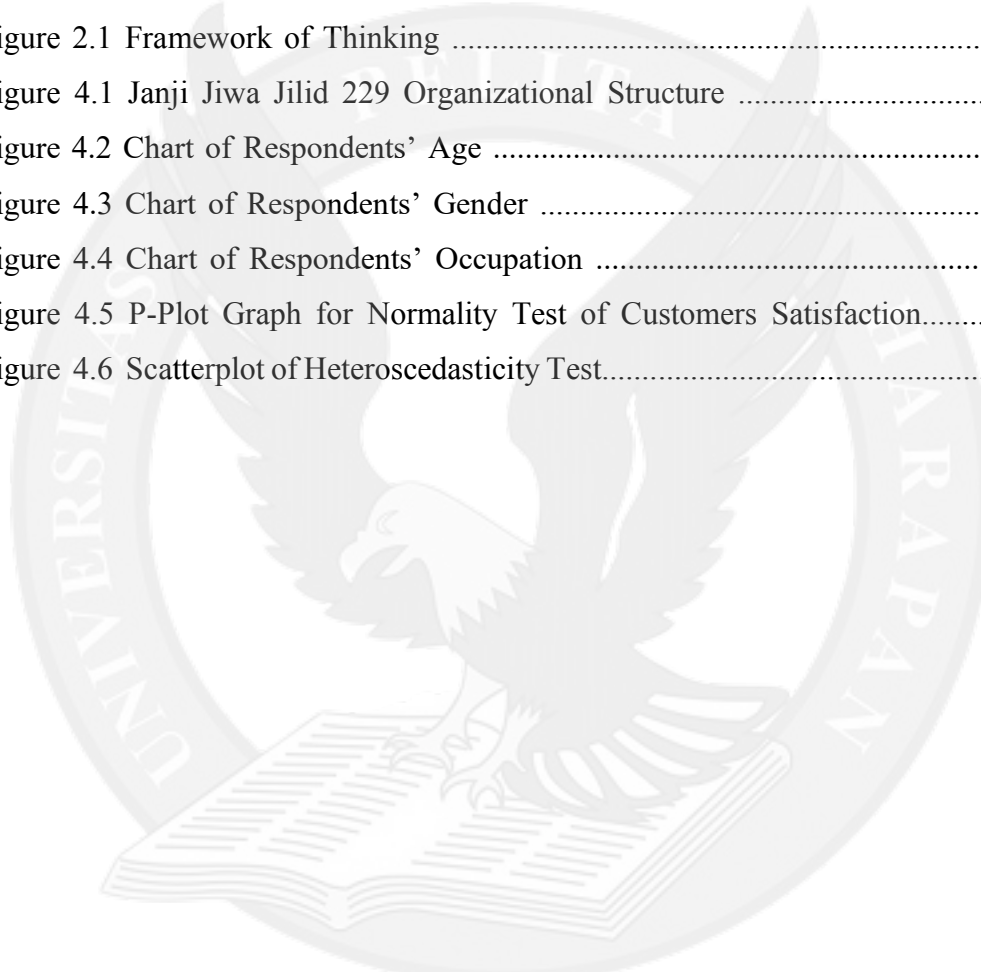 igure 2.1 Framework of Thinking ........................................................................
igure 4.1 Janji Jiwa Jilid 229 Organizational Structure .................................
igure 4.2 Chart of Respondents’ Age .................................................................
igure 4.3 Chart of Respondents’ Gender ..........................................................
igure 4.4 Chart of Respondents’ Occupation ...................................................
igure 4.5 P-Plot Graph for Normality Test of Customers Satisfaction........
igure 4.6 Scatterplot of Heteroscedasticity Test..................................................
UNIVERSITAS PELITA HARAPAN